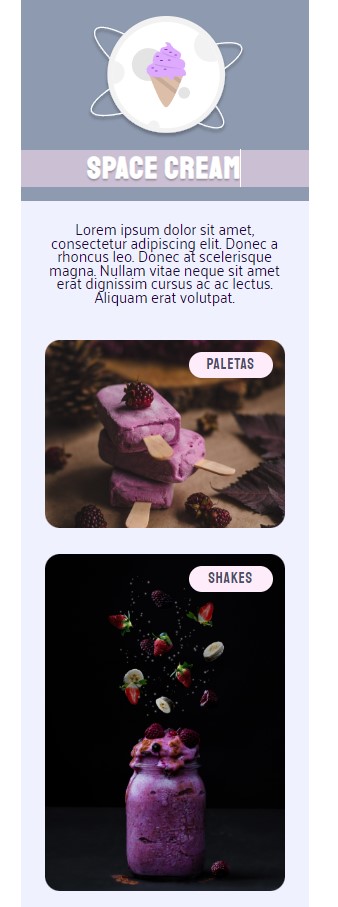 SPACE CREAM
Lorem ipsum dolor sit amet,
consectetur adipiscing elit. Donec a
rhoncus leo. Donec at scelerisque
magna. Nullam vitae neque sit amet
erat dignissim cursus ac ac lectus.
Aliquam erat volutpat.
PALETAS
SHAKES